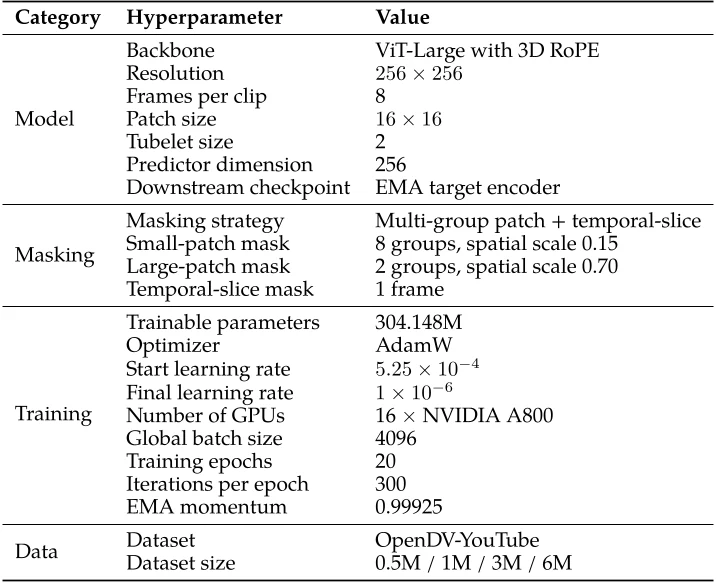 Category Hyperparameter Value
Backbone ViT-Large with 3D RoPE
Resolution 256 × 256
Frames per clip 8
Model Patch size 16 × 16
Tubelet size 2
Predictor dimension 256
Downstream checkpoint EMA target encoder
Masking strategy Multi-group patch + temporal-slice
Masking Small-patch mask 8 groups, spatial scale 0.15
Large-patch mask 2 groups, spatial scale 0.70
Temporal-slice mask 1 frame
Trainable parameters 304.148M
Optimizer AdamW
Start learning rate 5.25 × 10⁻⁴
Final learning rate 1 × 10⁻⁶
Training Number of GPUs 16 × NVIDIA A800
Global batch size 4096
Training epochs 20
Iterations per epoch 300
EMA momentum 0.99925
Data Dataset OpenDV-YouTube
Dataset size 0.5M / 1M / 3M / 6M